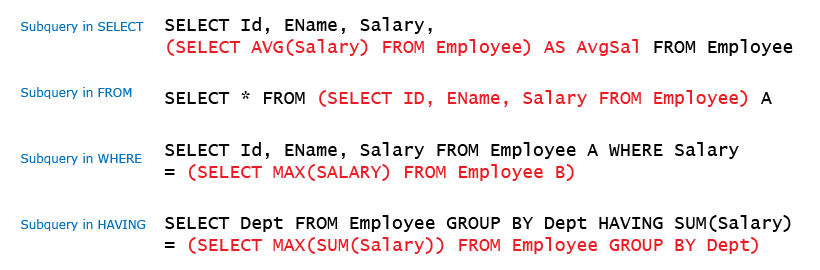 Subquery in SELECT SELECT Id, EName, Salary,
(SELECT AVG(Salary) FROM Employee) AS AvgSal FROM Employee
Subquery in FROM SELECT * FROM (SELECT ID, EName, Salary FROM Employee) A
Subquery in WHERE SELECT Id, EName, Salary FROM Employee A WHERE Salary
= (SELECT MAX(SALARY) FROM Employee B)
Subquery in HAVING SELECT Dept FROM Employee GROUP BY Dept HAVING SUM(Salary)
= (SELECT MAX(SUM(Salary)) FROM Employee GROUP BY Dept)